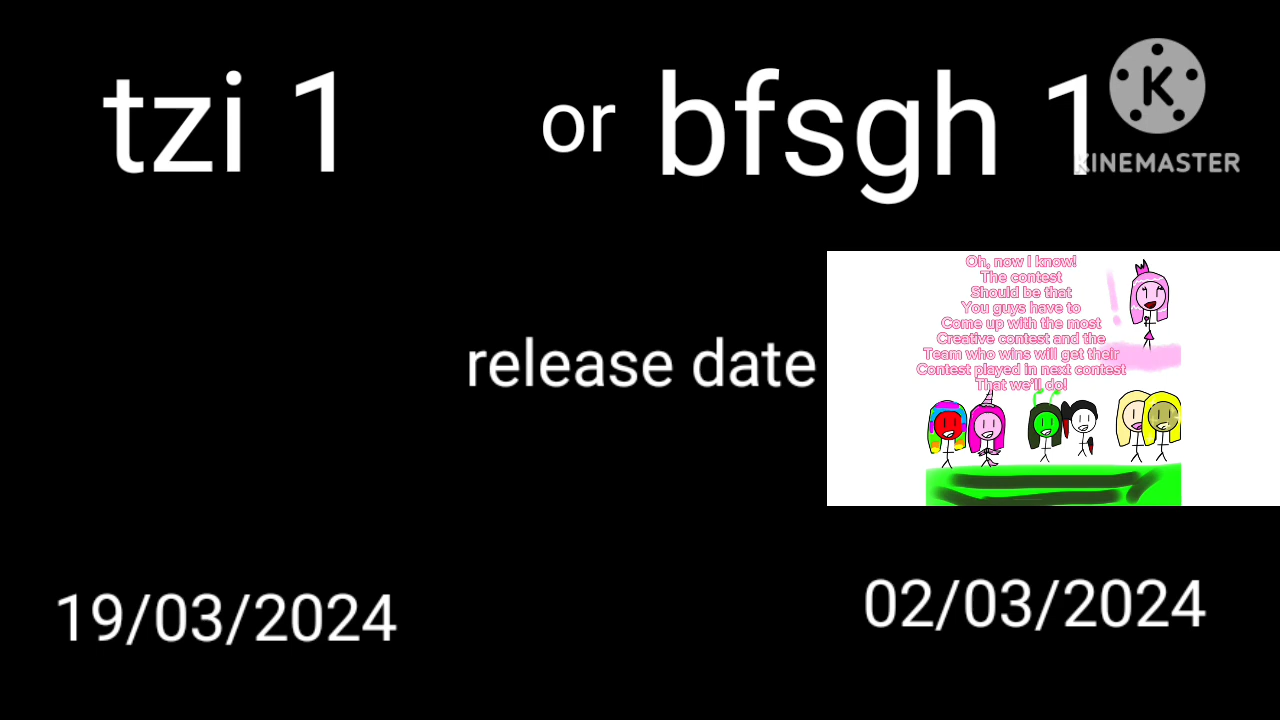 tzi 1 or bfsgh 1
K
KINEMASTER
Oh, now I know!
The contest
Should be that
You guys have to
Come up with the most
Creative contest and the
Team who wins will get their
Contest played in next contest
That we'll do!
release date
19/03/2024
02/03/2024